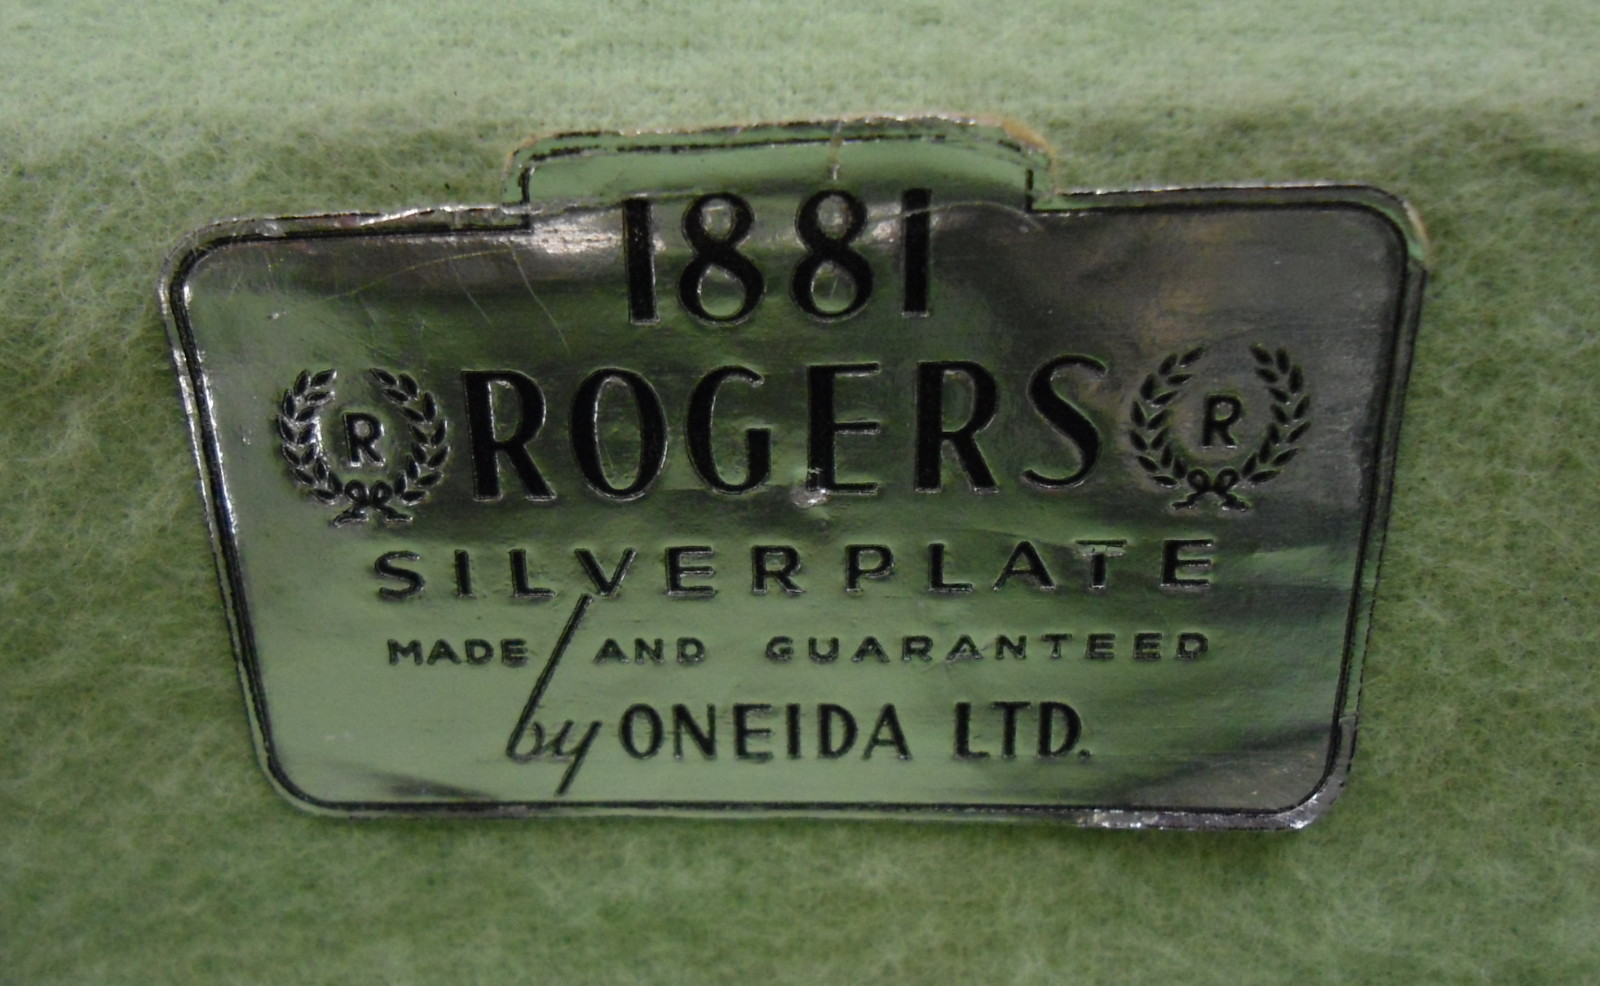 1881
R ROGERS R
SILVERPLATE
MADE AND GUARANTEED
by ONEIDA LTD.